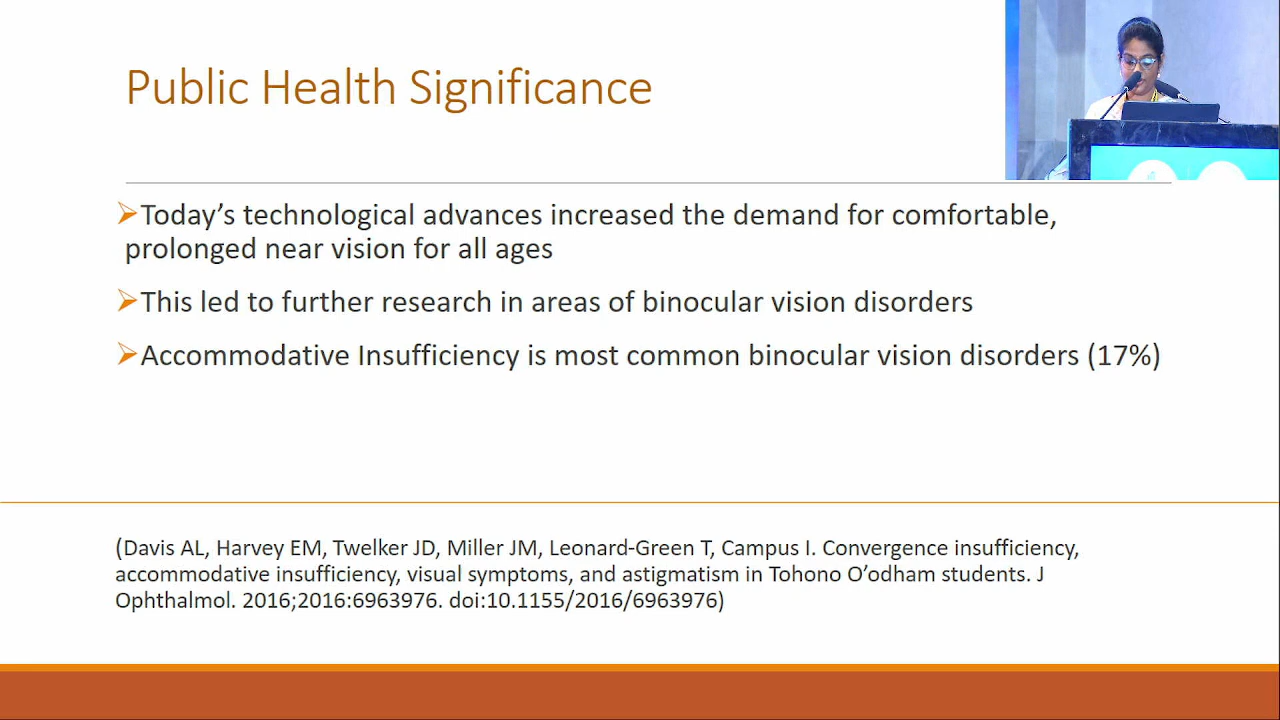 Public Health Significance
Today’s technological advances increased the demand for comfortable,
prolonged near vision for all ages
This led to further research in areas of binocular vision disorders
Accommodative Insufficiency is most common binocular vision disorders (17%)
(Davis AL, Harvey EM, Twelker JD, Miller JM, Leonard-Green T, Campus I. Convergence insufficiency,
accommodative insufficiency, visual symptoms, and astigmatism in Tohono O’odham students. J
Ophthalmol. 2016;2016:6963976. doi:10.1155/2016/6963976)